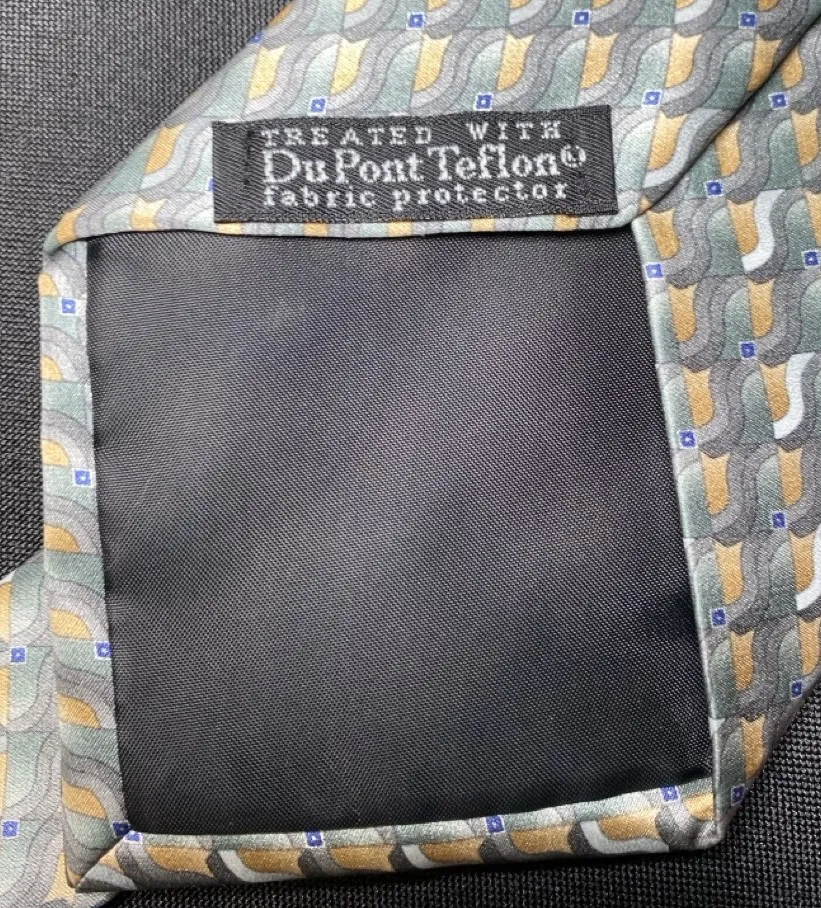 TREATED WITH
DuPont Teflon®
fabric protector